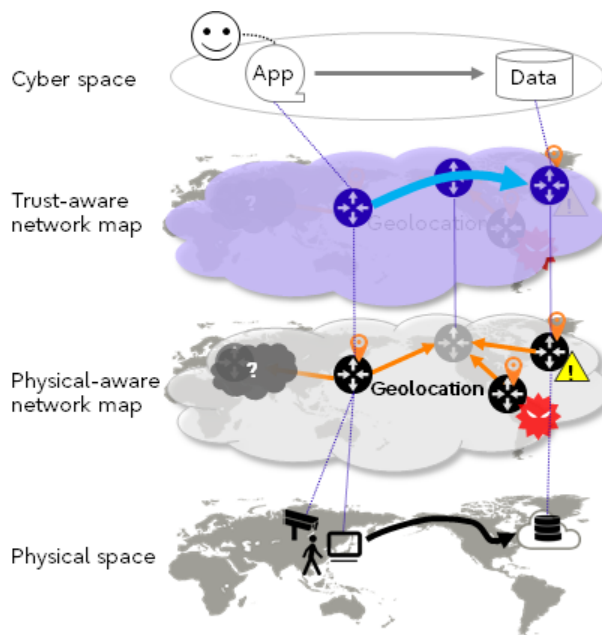 Cyber space
App
Data
Trust-aware
network map
?
Geolocation
!
Physical-aware
network map
?
Geolocation
!
Physical space